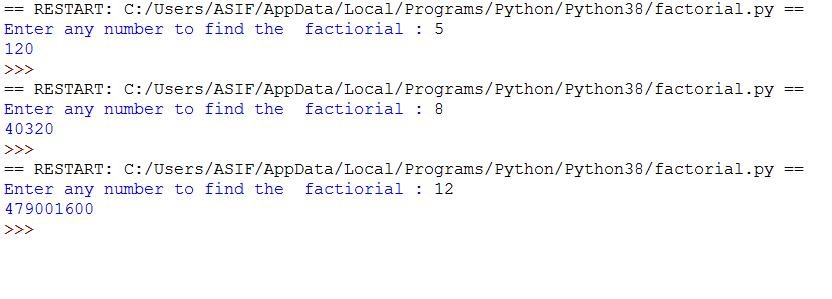 == RESTART: C:/Users/ASIF/AppData/Local/Programs/Python/Python38/factorial.py ==
Enter any number to find the  factiorial : 5
120
>>>
== RESTART: C:/Users/ASIF/AppData/Local/Programs/Python/Python38/factorial.py ==
Enter any number to find the  factiorial : 8
40320
>>>
== RESTART: C:/Users/ASIF/AppData/Local/Programs/Python/Python38/factorial.py ==
Enter any number to find the  factiorial : 12
479001600
>>>